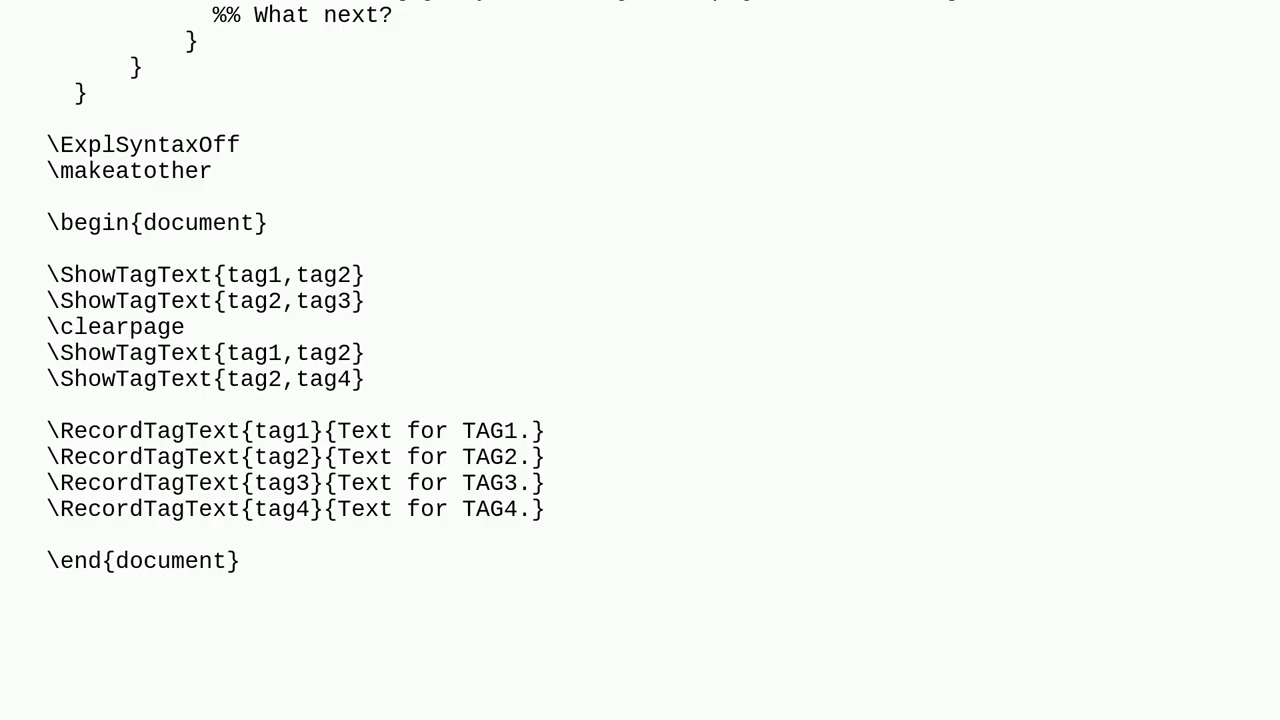 %% What next?
}
}
}
\ExplSyntaxOff
\makeatother
\begin{document}
\ShowTagText{tag1,tag2}
\ShowTagText{tag2,tag3}
\clearpage
\ShowTagText{tag1,tag2}
\ShowTagText{tag2,tag4}
\RecordTagText{tag1}{Text for TAG1.}
\RecordTagText{tag2}{Text for TAG2.}
\RecordTagText{tag3}{Text for TAG3.}
\RecordTagText{tag4}{Text for TAG4.}
\end{document}